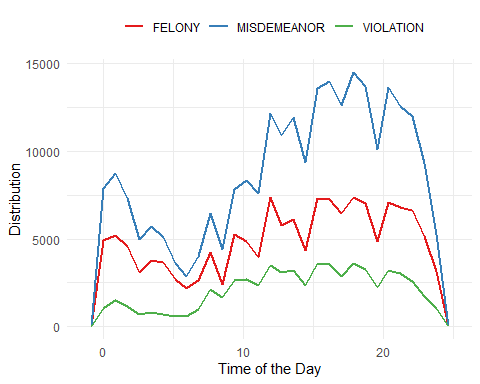 FELONY MISDEMEANOR VIOLATION
15000
10000
5000
0
Distribution
0 10 20
Time of the Day